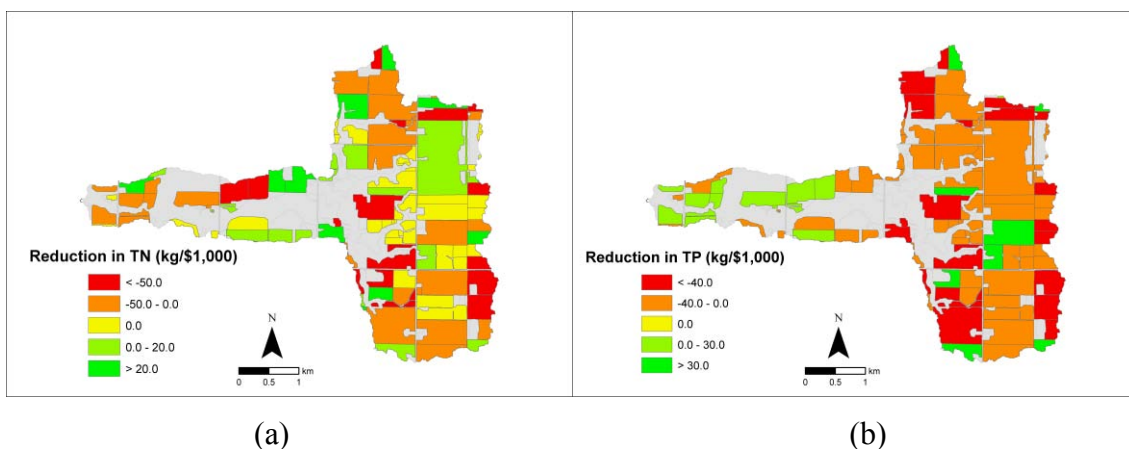 Reduction in TN (kg/$1,000)
< -50.0
-50.0 - 0.0
0.0
0.0 - 20.0
> 20.0
N
0 0.5 1 km
Reduction in TP (kg/$1,000)
< -40.0
-40.0 - 0.0
0.0
0.0 - 30.0
> 30.0
N
0 0.5 1 km
(a)
(b)